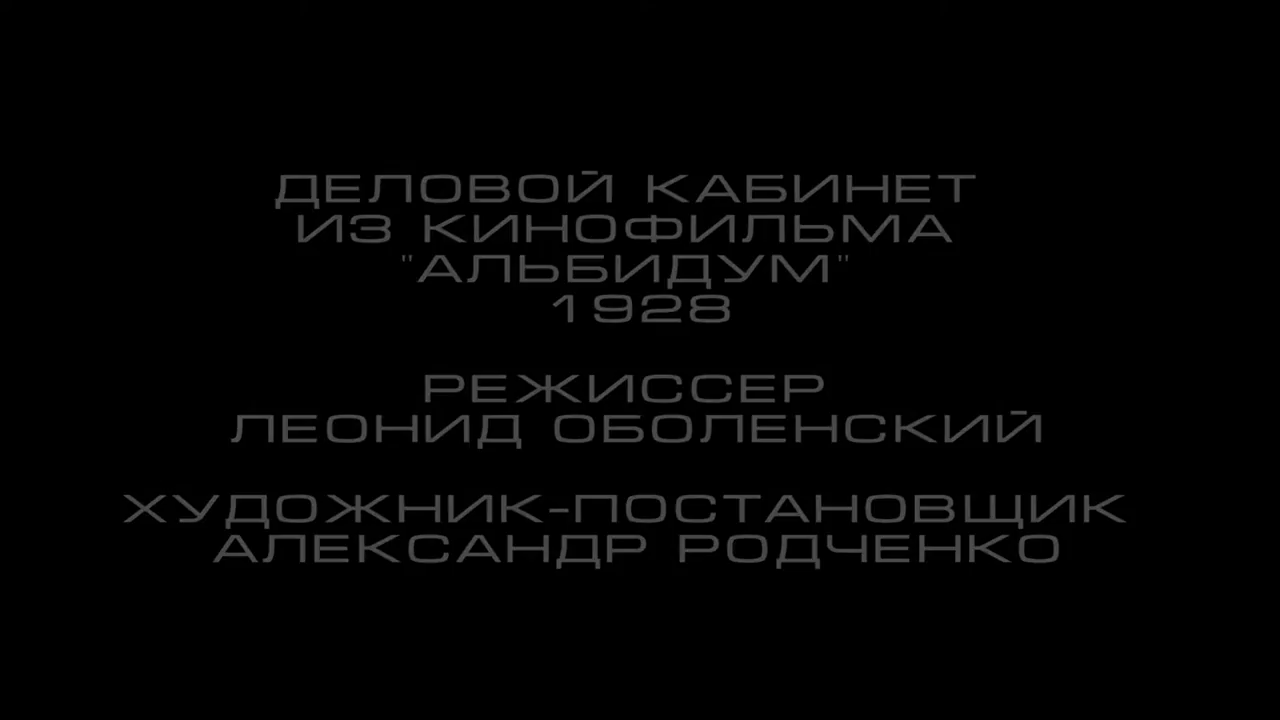 ДЕЛОВОЙ КАБИНЕТ
ИЗ КИНОФИЛЬМА
"АЛЬБИДУМ"
1928
РЕЖИССЕР
ЛЕОНИД ОБОЛЕНСКИЙ
ХУДОЖНИК-ПОСТАНОВЩИК
АЛЕКСАНДР РОДЧЕНКО